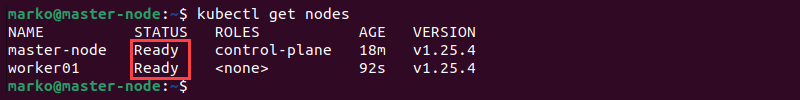 marko@master-node:~$ kubectl get nodes
NAME STATUS ROLES AGE VERSION
master-node Ready control-plane 18m v1.25.4
worker01 Ready <none> 92s v1.25.4
marko@master-node:~$